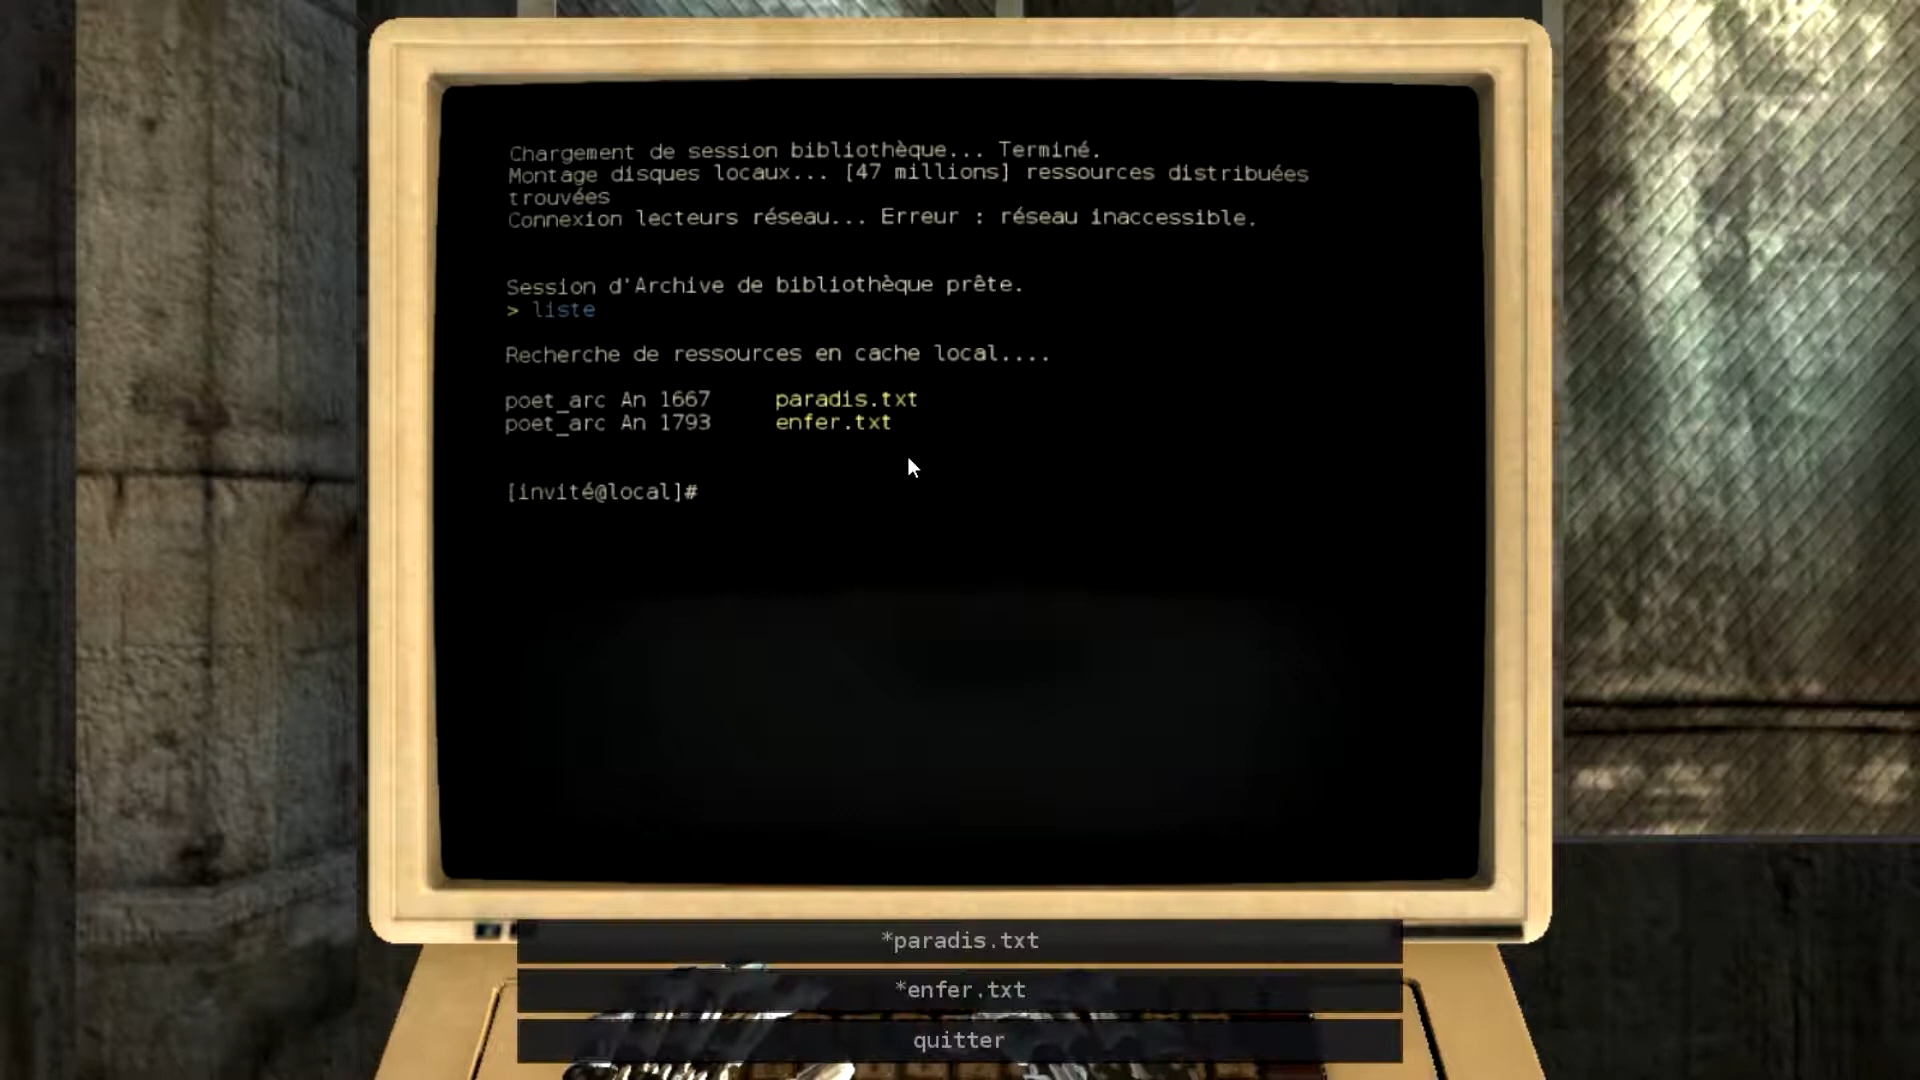 Chargement de session bibliothèque... Terminé.
Montage disques locaux... [47 millions] ressources distribuées
trouvées
Connexion lecteurs réseau... Erreur : réseau inaccessible.
Session d'Archive de bibliothèque prête.
> liste
Recherche de ressources en cache local....
poet_arc An 1667 paradis.txt
poet_arc An 1793 enfer.txt
[invité@local]#
*paradis.txt
*enfer.txt
quitter